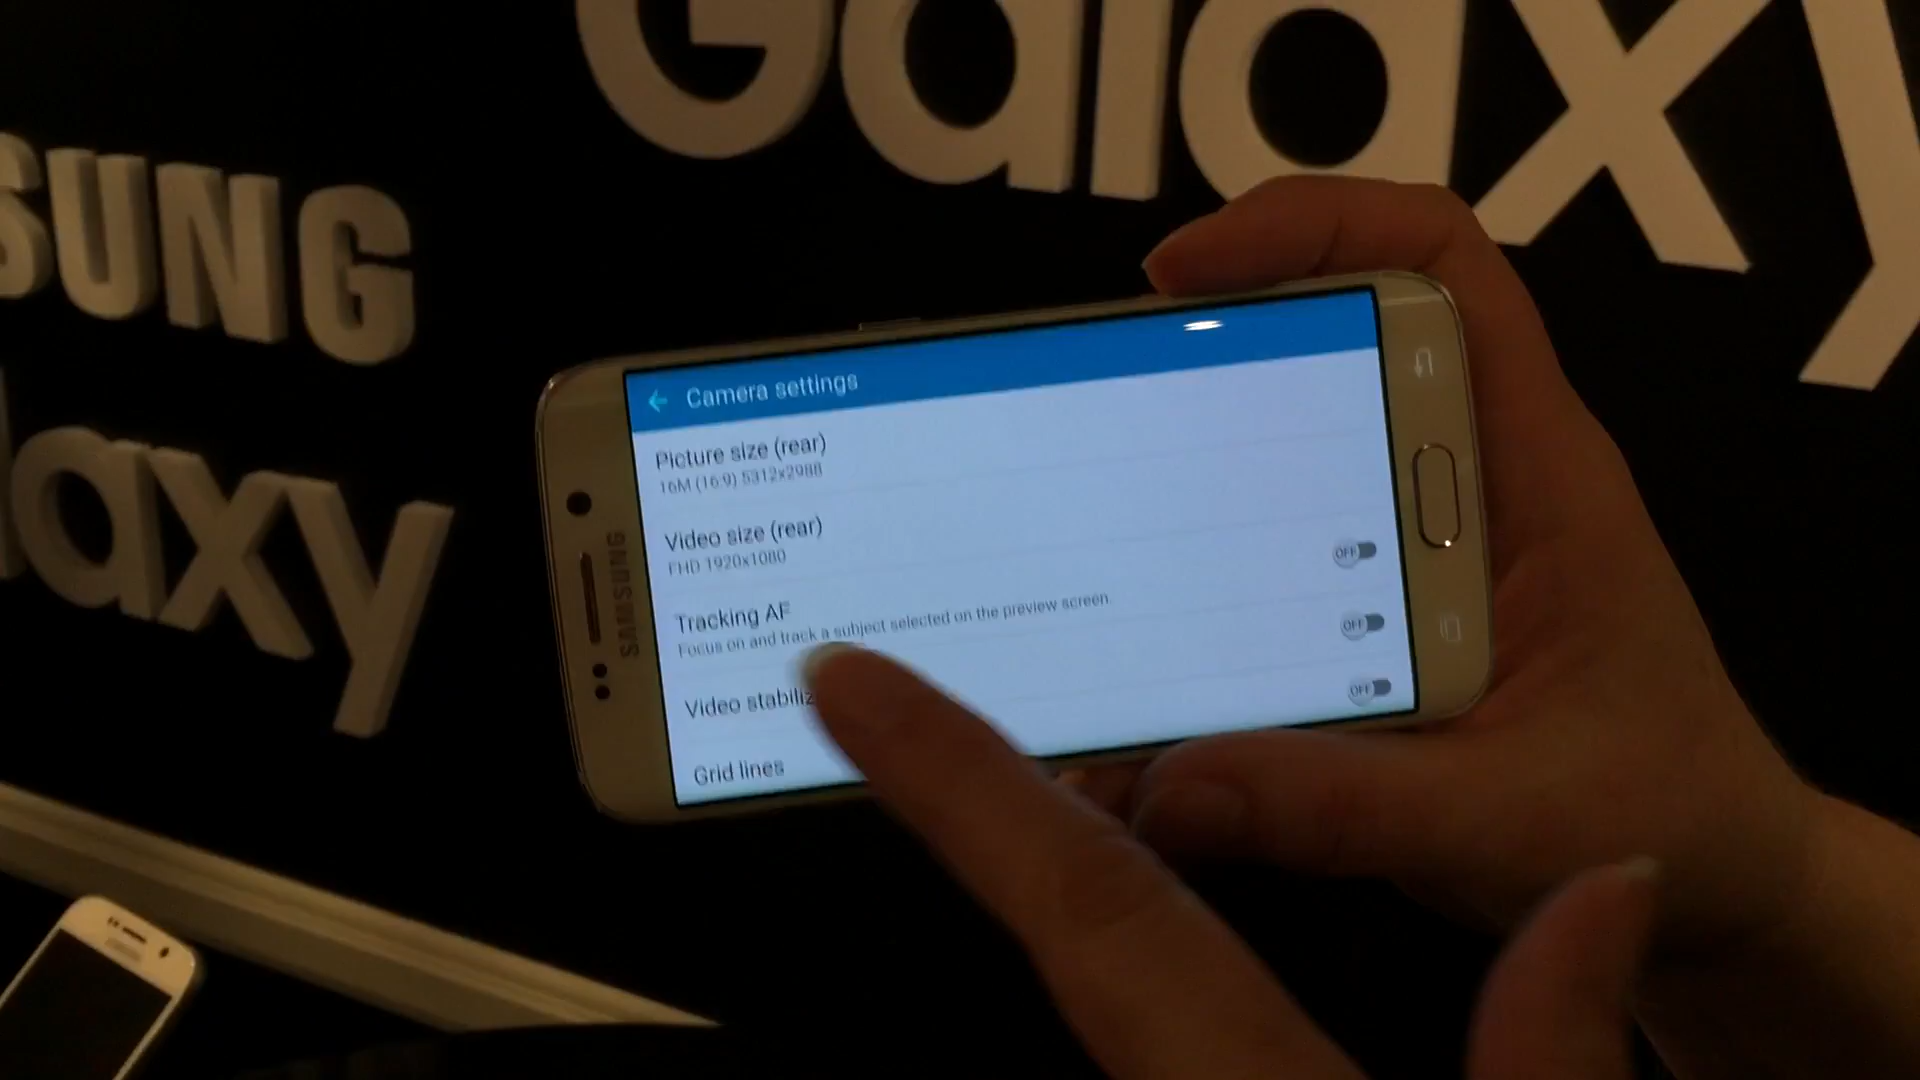 Galaxy
SUNG
axy
SAMSUNG
Camera settings
Picture size (rear)
16M (16:9) 5312x2988
Video size (rear)
FHD 1920x1080
Tracking AF
Focus on and track a subject selected on the preview screen.
OFF
Video stabiliz
OFF
Grid lines
OFF